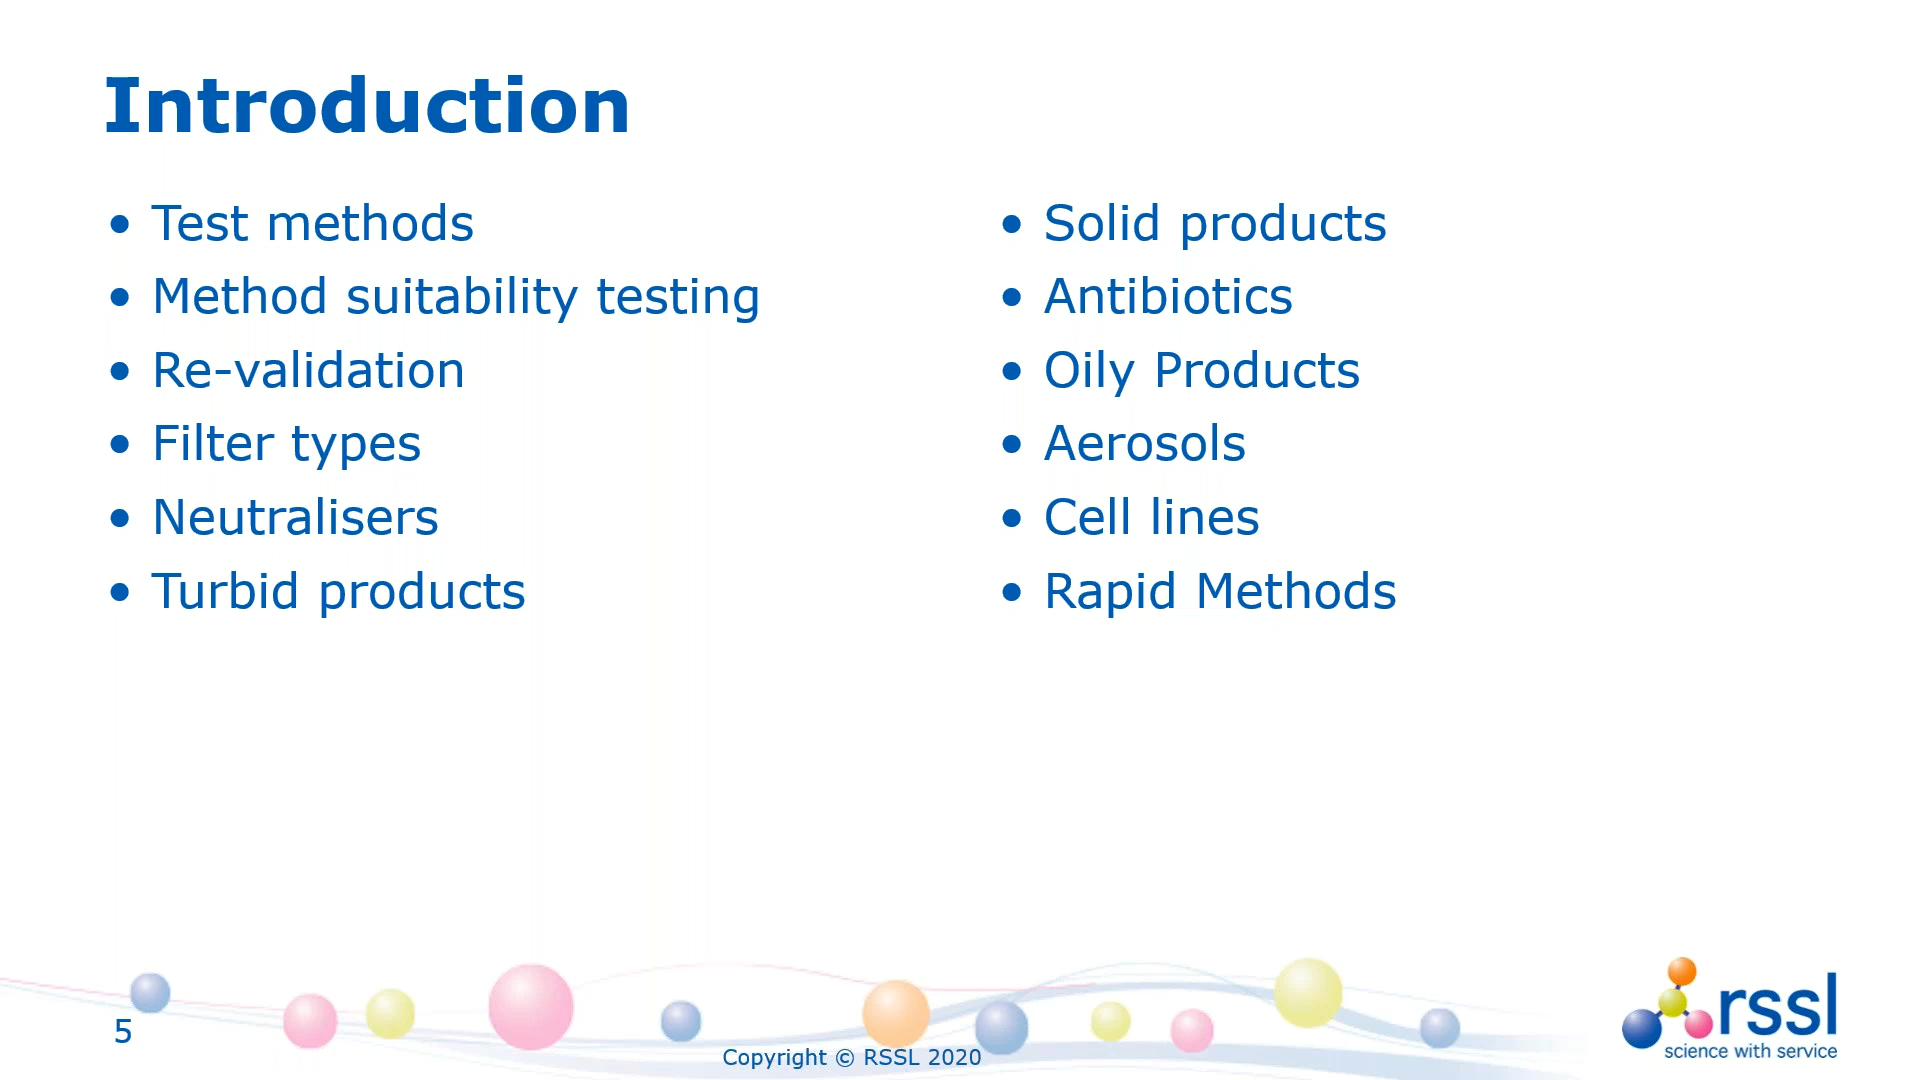 Introduction
• Test methods
• Method suitability testing
• Re-validation
• Filter types
• Neutralisers
• Turbid products
• Solid products
• Antibiotics
• Oily Products
• Aerosols
• Cell lines
• Rapid Methods
5
Copyright © RSSL 2020
rssl
science with service